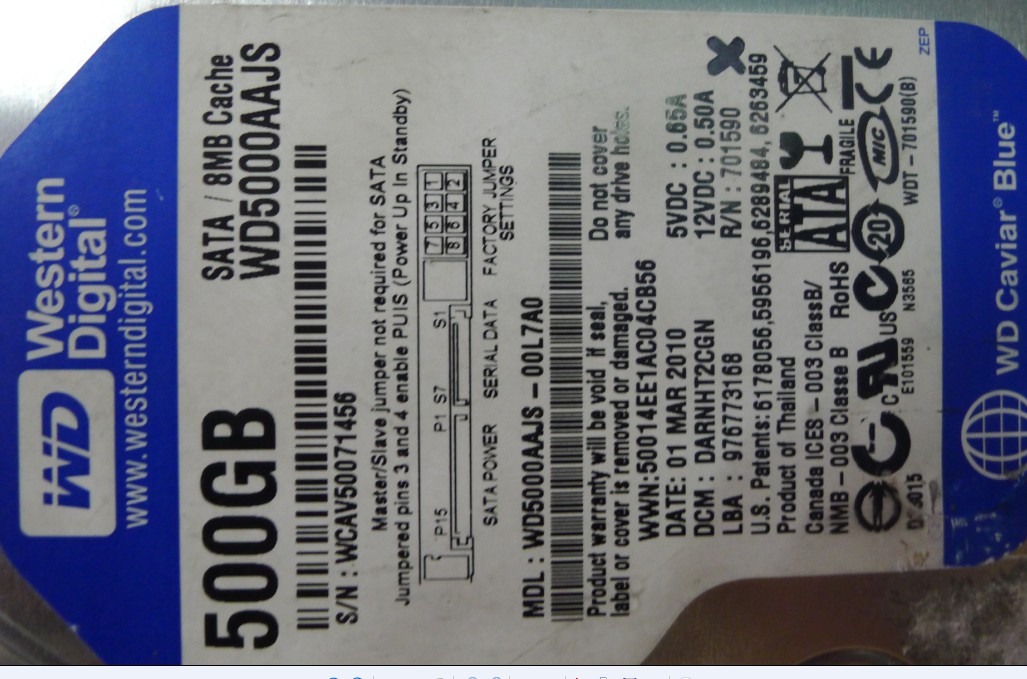 WD
Western
Digital®
www.westerndigital.com
500GB
SATA / 8MB Cache
WD5000AAJS
S/N : WCAV50071456
Master/Slave jumper not required for SATA
Jumpered pins 3 and 4 enable PUIS (Power Up In Standby)
7 5 3 1
8 6 4 2
P15 P1 S7 S1
SATA POWER SERIAL DATA FACTORY JUMPER
SETTINGS
MDL : WD5000AAJS - 00L7A0
Product warranty will be void if seal,
label or cover is removed or damaged.
Do not cover
any drive holes.
WWN:50014EE1AC04CB56
DATE: 01 MAR 2010
DCM : DARNHT2CGN
LBA : 976773168
5VDC : 0.65A
12VDC : 0.50A
R/N : 701590
U.S. Patents:6178056,5956196,6289484,6263459
Product of Thailand
Canada ICES - 003 ClassB/
NMB - 003 Classe B RoHS
SERIAL
ATA
FRAGILE
C US
20
MIC
CE
E101559 N3565
WDT - 701590(B)
ZEP
WD Caviar® Blue™